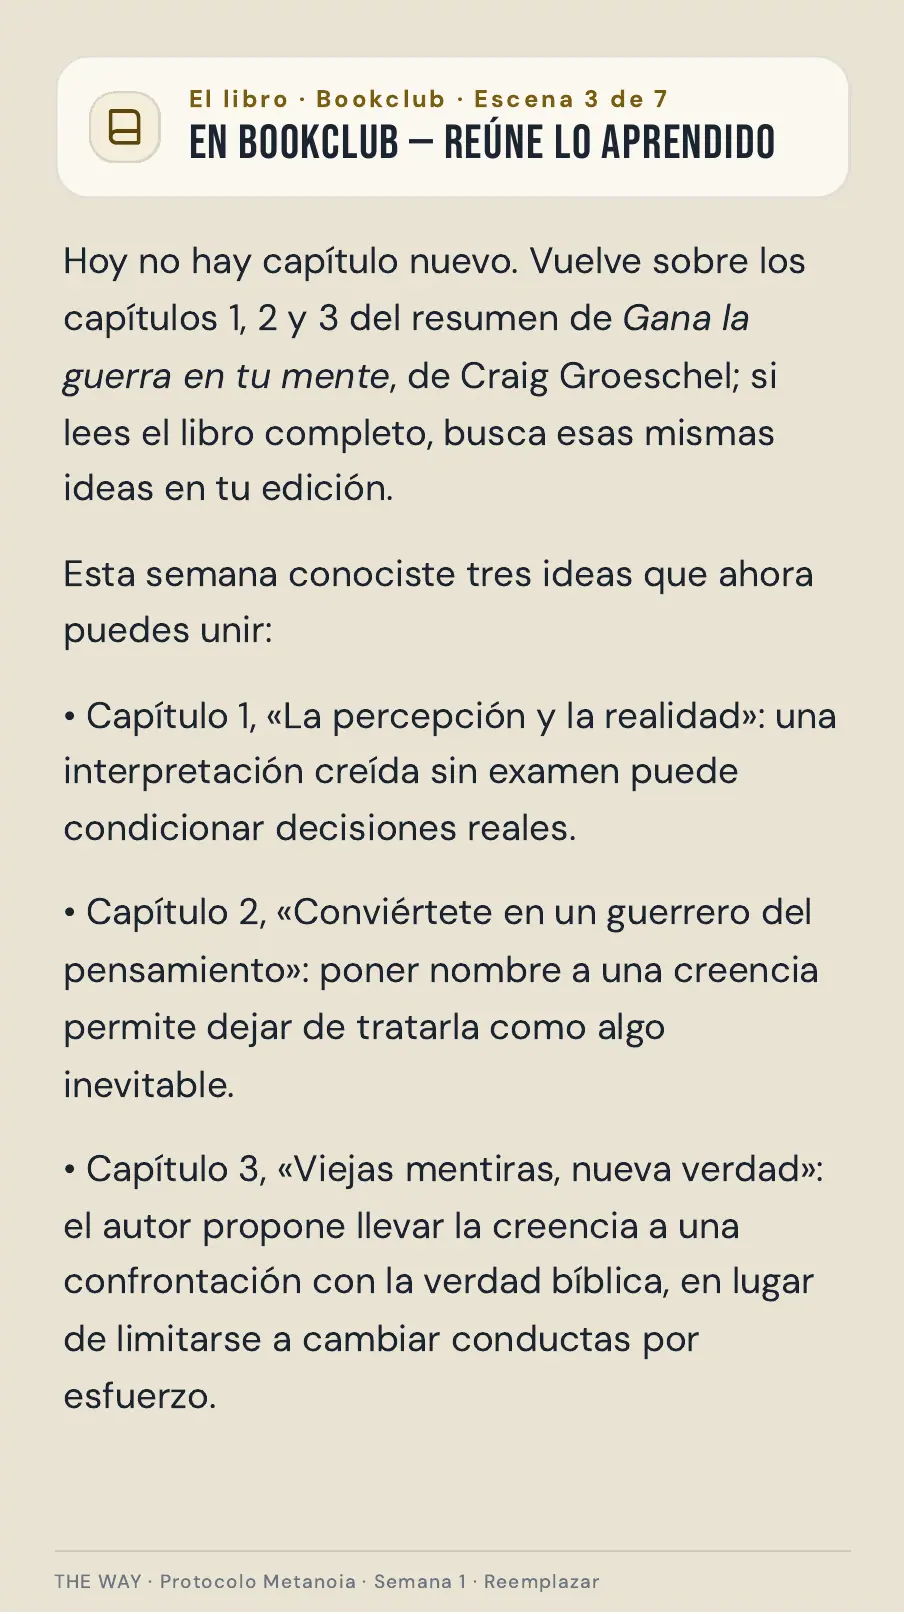 El libro · Bookclub · Escena 3 de 7
EN BOOKCLUB — REÚNE LO APRENDIDO
Hoy no hay capítulo nuevo. Vuelve sobre los
capítulos 1, 2 y 3 del resumen de Gana la
guerra en tu mente, de Craig Groeschel; si
lees el libro completo, busca esas mismas
ideas en tu edición.
Esta semana conociste tres ideas que ahora
puedes unir:
• Capítulo 1, «La percepción y la realidad»: una
interpretación creída sin examen puede
condicionar decisiones reales.
• Capítulo 2, «Conviértete en un guerrero del
pensamiento»: poner nombre a una creencia
permite dejar de tratarla como algo
inevitable.
• Capítulo 3, «Viejas mentiras, nueva verdad»:
el autor propone llevar la creencia a una
confrontación con la verdad bíblica, en lugar
de limitarse a cambiar conductas por
esfuerzo.
THE WAY · Protocolo Metanoia · Semana 1 · Reemplazar